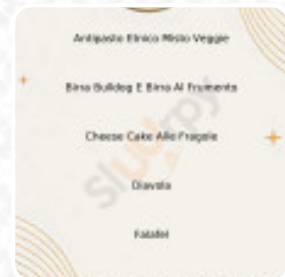 Antipasto Etnico Misto Veggie
Birra Bulldog E Birra Al Frumento
Cheese Cake Alle Fragole
Diavola
Falafel